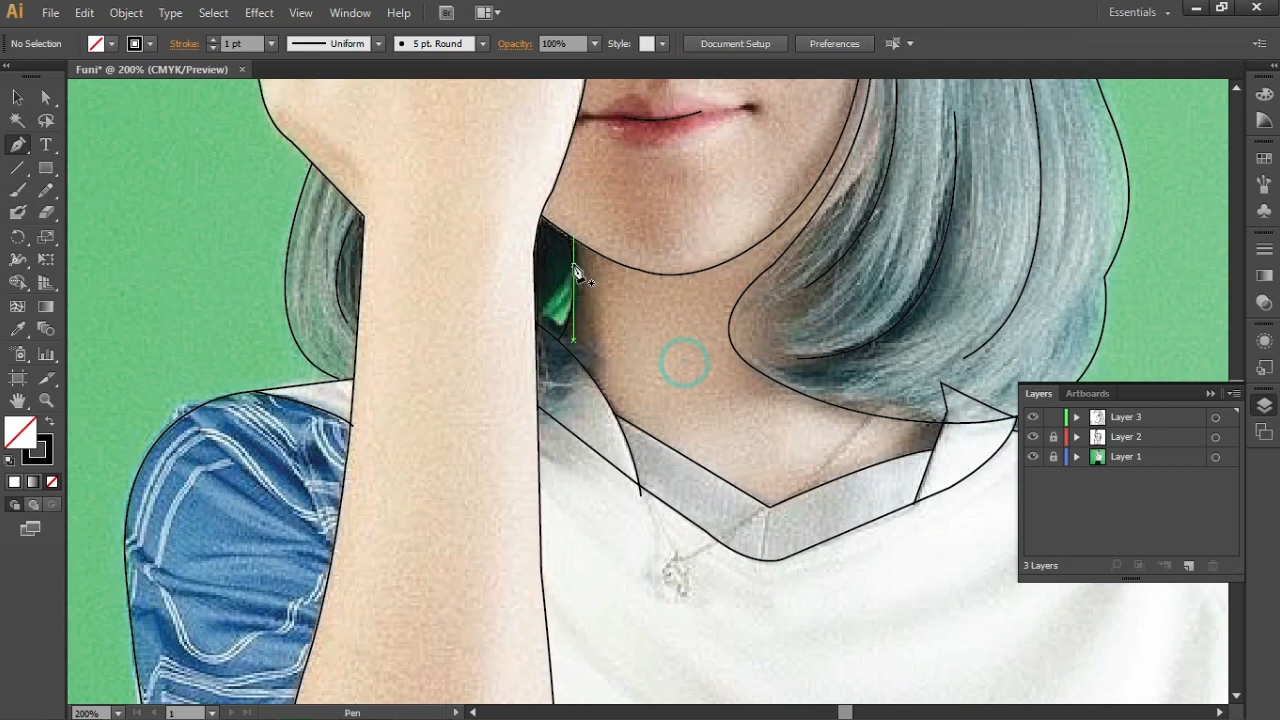 Ai File Edit Object Type Select Effect View Window Help Br Essentials
No Selection Stroke: 1 pt Uniform 5 pt. Round Opacity: 100% Style: Document Setup Preferences
Funi* @ 200% (CMYK/Preview)
T
Layers Artboards
Layer 3
Layer 2
Layer 1
3 Layers
200% 1 Pen